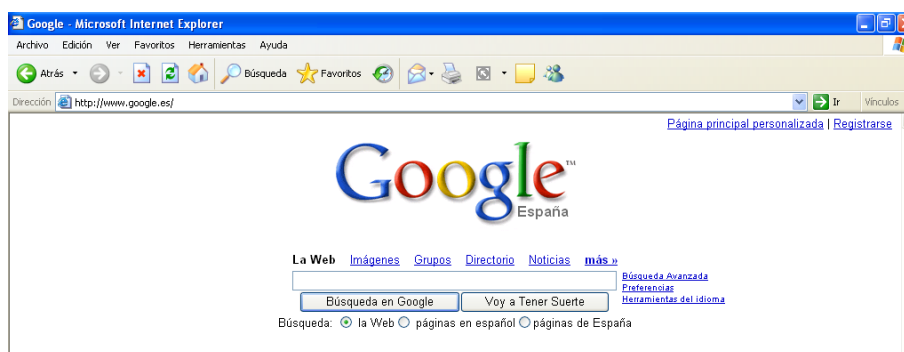 Google - Microsoft Internet Explorer
Archivo Edición Ver Favoritos Herramientas Ayuda
Atrás Búsqueda Favoritos
Dirección http://www.google.es/ Ir Vínculos
Página principal personalizada | Registrarse
Google™
España
La Web Imágenes Grupos Directorio Noticias más »
Búsqueda Avanzada
Preferencias
Búsqueda en Google Voy a Tener Suerte Herramientas del idioma
Búsqueda: la Web páginas en español páginas de España